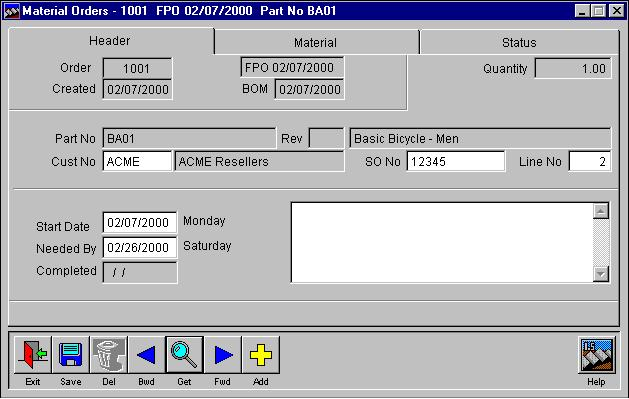 Material Orders - 1001 FPO 02/07/2000 Part No BA01
Header Material Status
Order 1001 FPO 02/07/2000 Quantity 1.00
Created 02/07/2000 BOM 02/07/2000
Part No BA01 Rev Basic Bicycle - Men
Cust No ACME ACME Resellers SO No 12345 Line No 2
Start Date 02/07/2000 Monday
Needed By 02/26/2000 Saturday
Completed / /
Exit Save Del Bwd Get Fwd Add Help